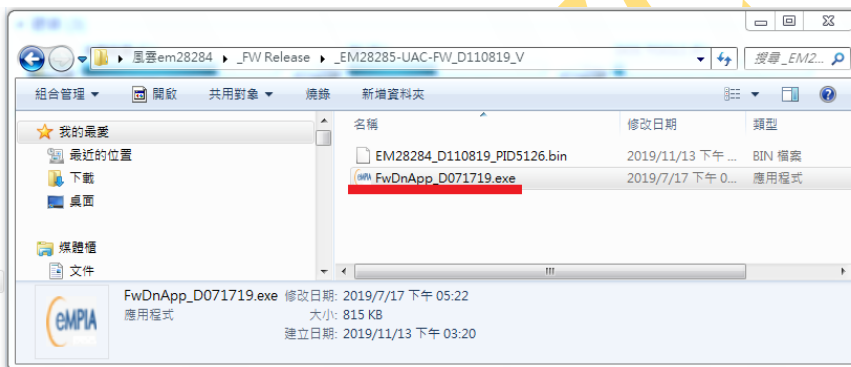 風雲em28284 ▸ _FW Release ▸ _EM28285-UAC-FW_D110819_V
搜尋 _EM2...
組合管理 ▼ 開啟 共用對象 ▼ 燒錄 新增資料夾
我的最愛
最近的位置
下載
桌面
媒體櫃
文件
名稱 修改日期 類型
EM28284_D110819_PID5126.bin 2019/11/13 下午 ... BIN 檔案
FwDnApp_D071719.exe 2019/7/17 下午 0... 應用程式
FwDnApp_D071719.exe 修改日期: 2019/7/17 下午 05:22
應用程式 大小: 815 KB
建立日期: 2019/11/13 下午 03:20
eMPIA